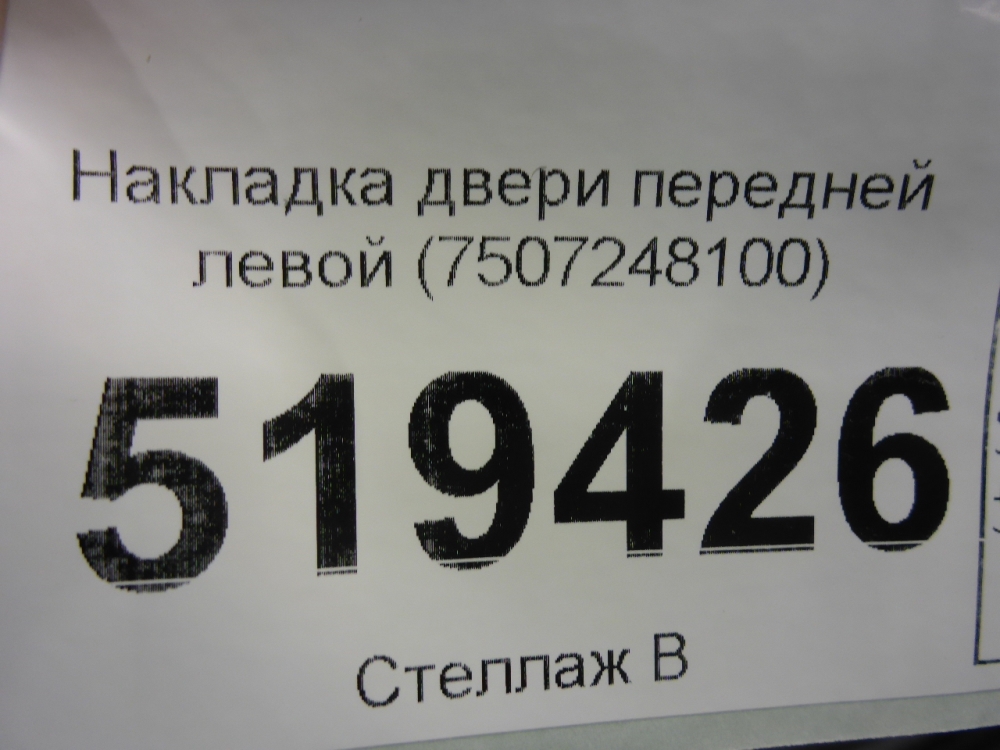 Накладка двери передней
левой (7507248100)
519426
Стеллаж В